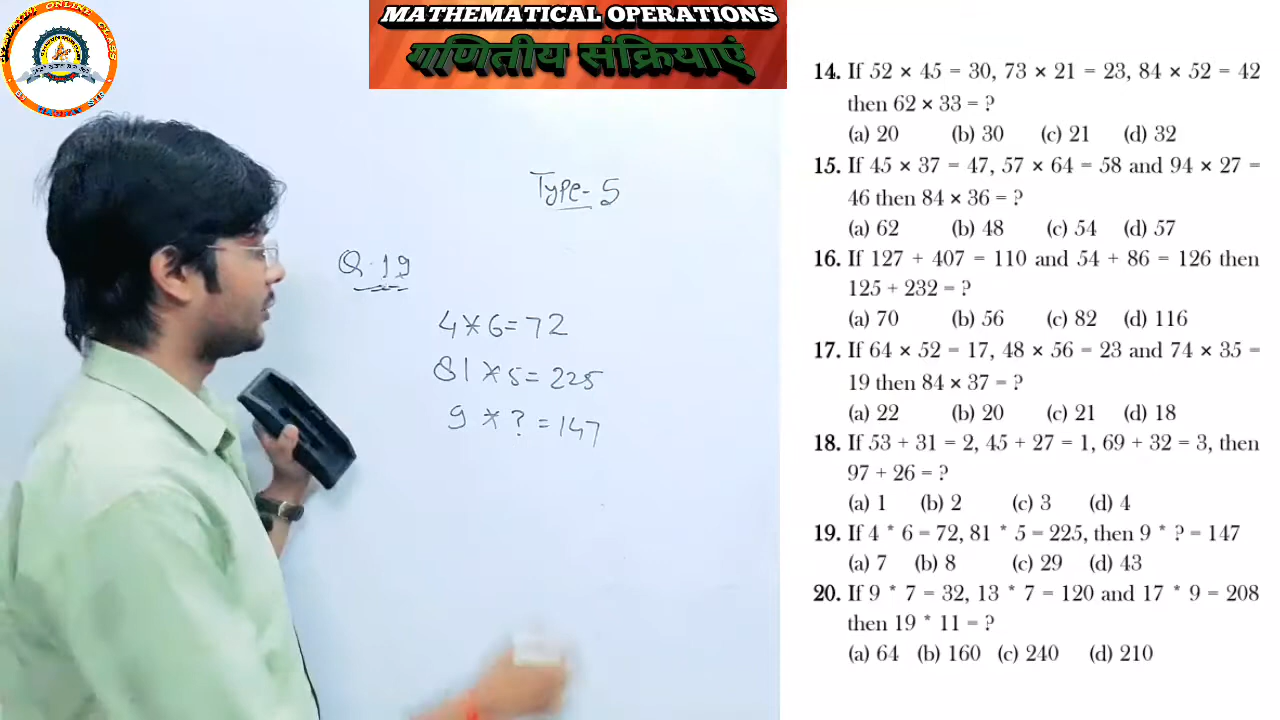 ONLINE CLASS
MATHEMATICAL OPERATIONS
गणितीय संक्रियाएं
Type-5
Q.19
4*6=72
81*5=225
9*?=147
14. If 52 × 45 = 30, 73 × 21 = 23, 84 × 52 = 42
then 62 × 33 = ?
(a) 20 (b) 30 (c) 21 (d) 32
15. If 45 × 37 = 47, 57 × 64 = 58 and 94 × 27 =
46 then 84 × 36 = ?
(a) 62 (b) 48 (c) 54 (d) 57
16. If 127 + 407 = 110 and 54 + 86 = 126 then
125 + 232 = ?
(a) 70 (b) 56 (c) 82 (d) 116
17. If 64 × 52 = 17, 48 × 56 = 23 and 74 × 35 =
19 then 84 × 37 = ?
(a) 22 (b) 20 (c) 21 (d) 18
18. If 53 + 31 = 2, 45 + 27 = 1, 69 + 32 = 3, then
97 + 26 = ?
(a) 1 (b) 2 (c) 3 (d) 4
19. If 4 * 6 = 72, 81 * 5 = 225, then 9 * ? = 147
(a) 7 (b) 8 (c) 29 (d) 43
20. If 9 * 7 = 32, 13 * 7 = 120 and 17 * 9 = 208
then 19 * 11 = ?
(a) 64 (b) 160 (c) 240 (d) 210